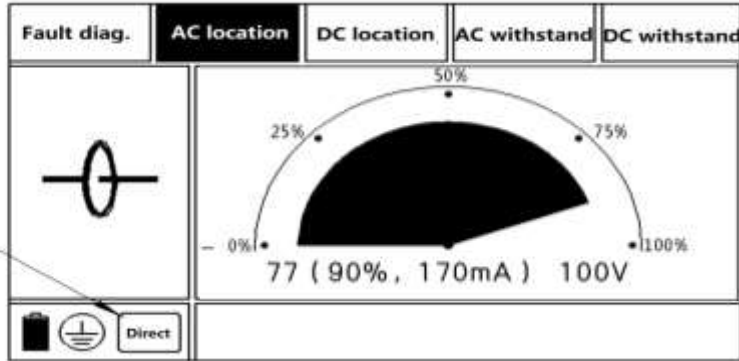 Fault diag. AC location DC location AC withstand DC withstand
50%
25% 75%
0% 100%
77 ( 90% , 170mA ) 100V
Direct